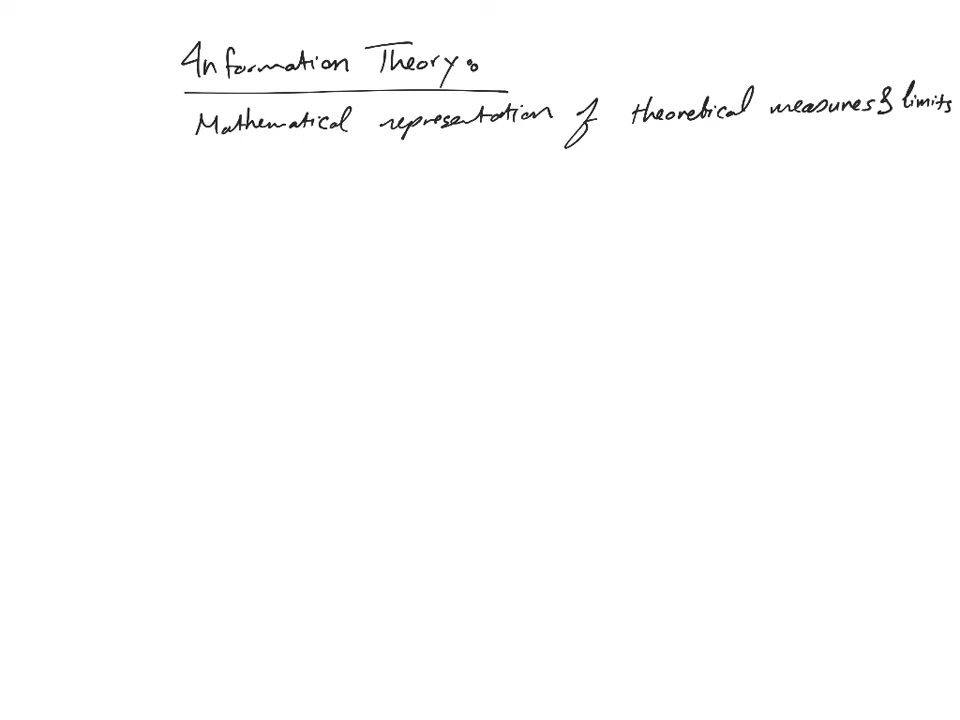 Information Theory:
Mathematical representation of theoretical measures & limits